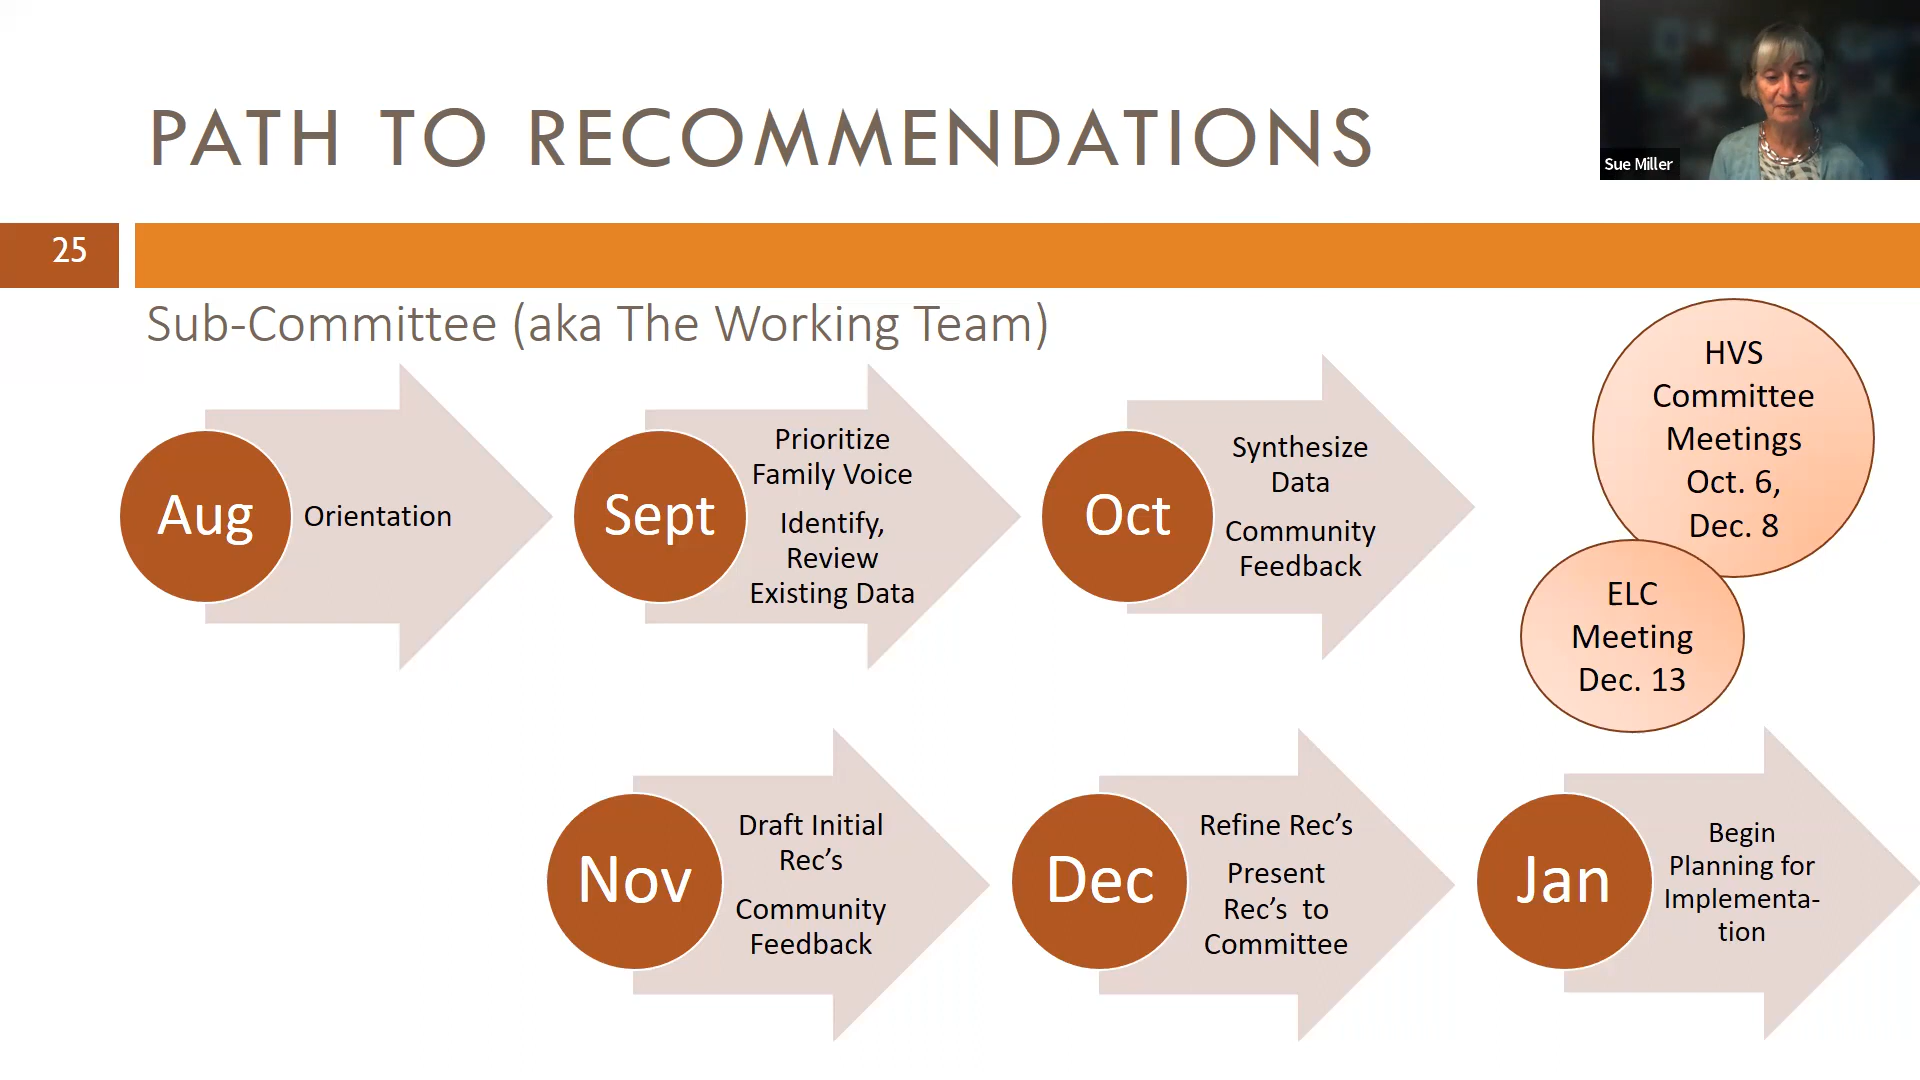 PATH TO RECOMMENDATIONS
Sue Miller
25
Sub-Committee (aka The Working Team)
Aug
Orientation
Sept
Prioritize
Family Voice
Identify,
Review
Existing Data
Oct
Synthesize
Data
Community
Feedback
HVS
Committee
Meetings
Oct. 6,
Dec. 8
ELC
Meeting
Dec. 13
Nov
Draft Initial
Rec’s
Community
Feedback
Dec
Refine Rec’s
Present
Rec’s to
Committee
Jan
Begin
Planning for
Implementa-
tion